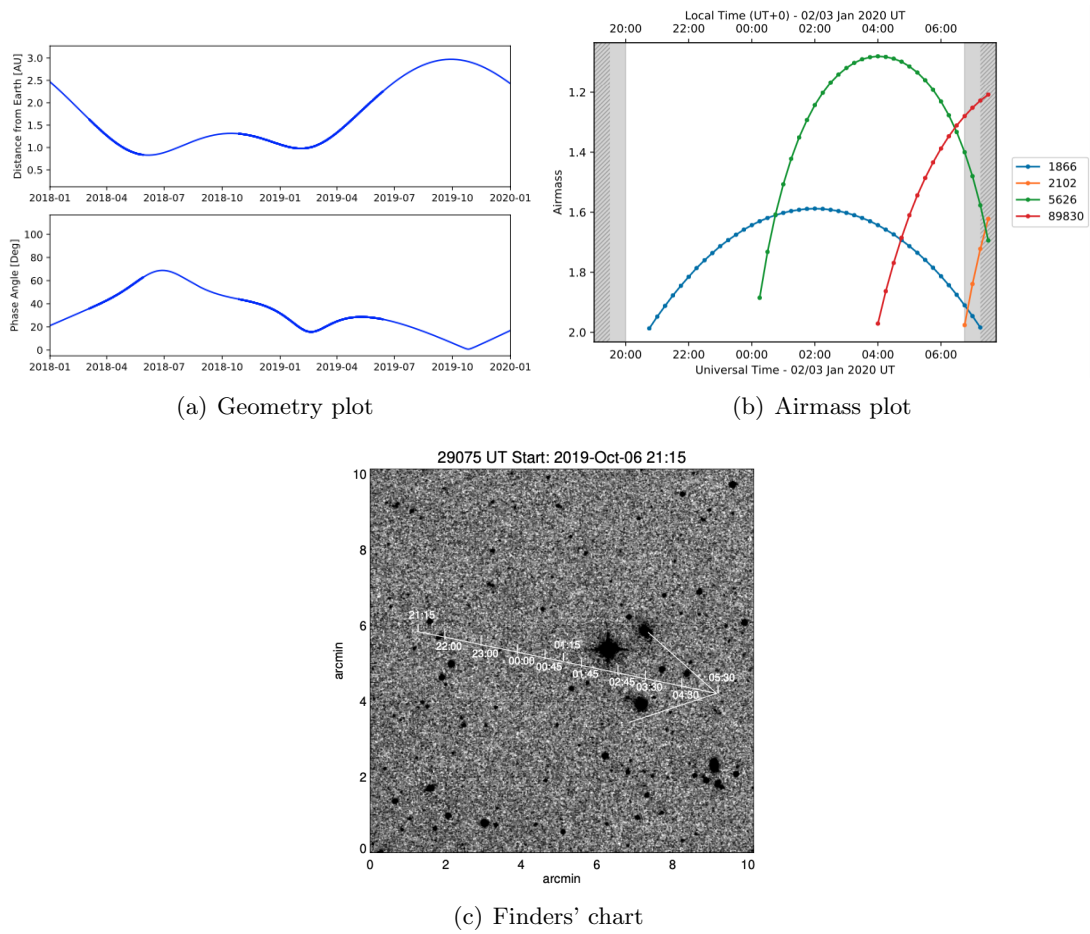 Distance from Earth [AU]
3.0
2.5
2.0
1.5
1.0
0.5
2018-01 2018-04 2018-07 2018-10 2019-01 2019-04 2019-07 2019-10 2020-01
Phase Angle [Deg]
100
80
60
40
20
0
2018-01 2018-04 2018-07 2018-10 2019-01 2019-04 2019-07 2019-10 2020-01
(a) Geometry plot
Local Time (UT+0) - 02/03 Jan 2020 UT
20:00 22:00 00:00 02:00 04:00 06:00
Airmass
1.2
1.4
1.6
1.8
2.0
1866
2102
5626
89830
20:00 22:00 00:00 02:00 04:00 06:00
Universal Time - 02/03 Jan 2020 UT
(b) Airmass plot
29075 UT Start: 2019-Oct-06 21:15
arcmin
10
8
6
4
2
0
21:15
22:00
23:00
00:00
00:45
01:15
01:45
02:45
03:30
04:30
05:30
0 2 4 6 8 10
arcmin
(c) Finders' chart